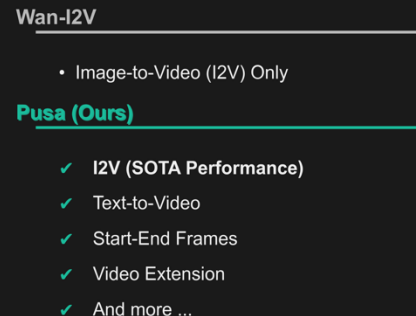 Wan-I2V
• Image-to-Video (I2V) Only
Pusa (Ours)
✔ I2V (SOTA Performance)
✔ Text-to-Video
✔ Start-End Frames
✔ Video Extension
✔ And more ...